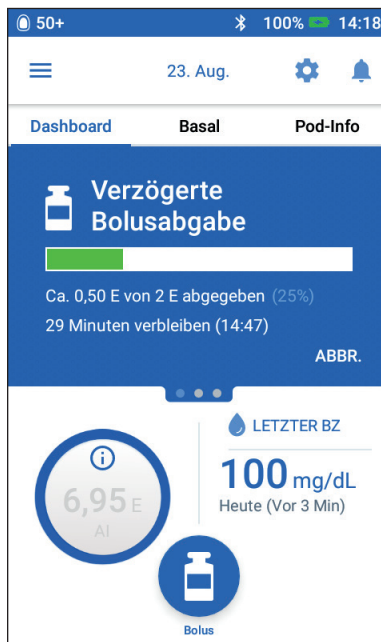 50+ 100% 14:18
23. Aug.
Dashboard Basal Pod-Info
Verzögerte
Bolusabgabe
Ca. 0,50 E von 2 E abgegeben (25%)
29 Minuten verbleiben (14:47)
ABBR.
LETZTER BZ
100 mg/dL
Heute (Vor 3 Min)
6,95 E
AI
Bolus